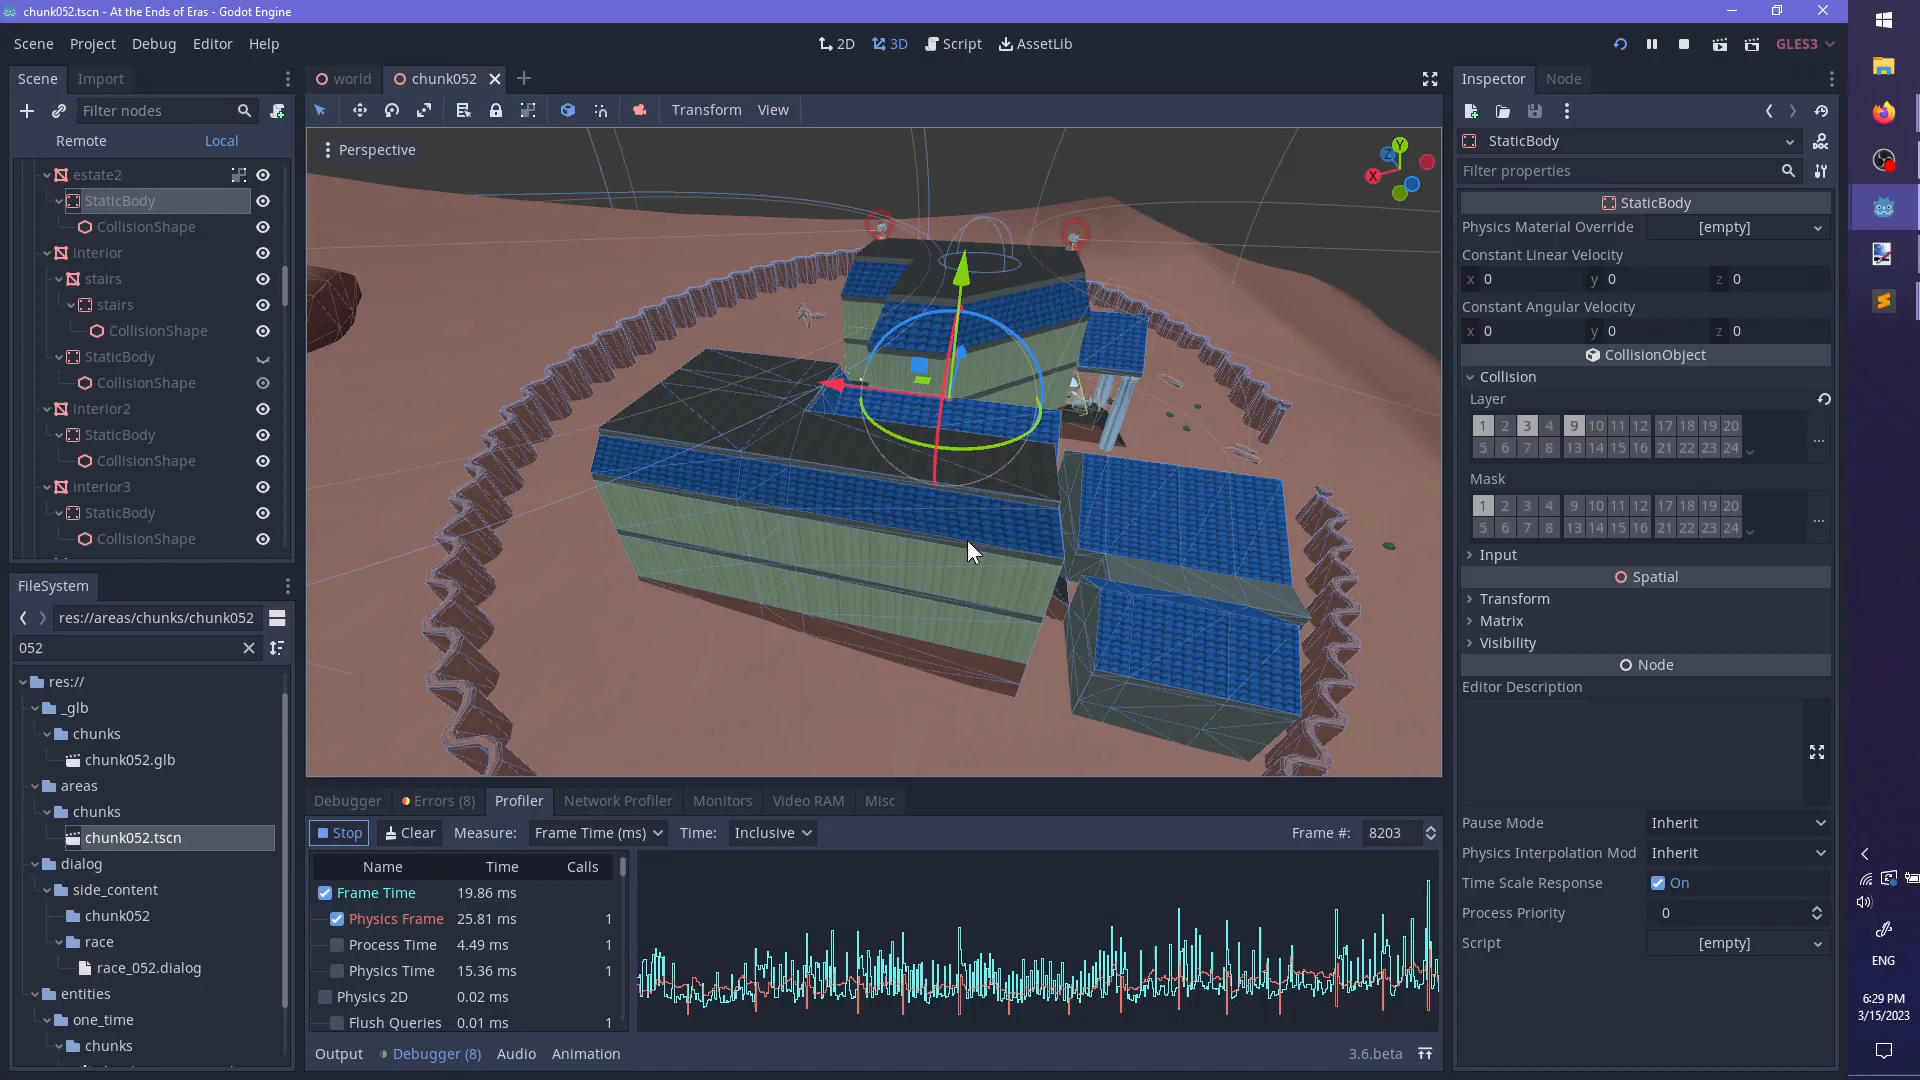 chunk052.tscn - At the Ends of Eras - Godot Engine
Scene Project Debug Editor Help
2D 3D Script AssetLib
GLES3
Scene Import
world chunk052
Inspector Node
Filter nodes
Transform View
Remote Local
Perspective
StaticBody
Filter properties
estate2
StaticBody
CollisionShape
interior
stairs
stairs
CollisionShape
StaticBody
CollisionShape
interior2
StaticBody
CollisionShape
interior3
StaticBody
CollisionShape
X
Y
Z
StaticBody
Physics Material Override [empty]
Constant Linear Velocity
x 0 y 0 z 0
Constant Angular Velocity
x 0 y 0 z 0
CollisionObject
Collision
Layer
1 2 3 4 9 10 11 12 17 18 19 20
5 6 7 8 13 14 15 16 21 22 23 24
...
Mask
1 2 3 4 9 10 11 12 17 18 19 20
5 6 7 8 13 14 15 16 21 22 23 24
...
Input
Spatial
Transform
Matrix
Visibility
Node
Editor Description
Pause Mode Inherit
Physics Interpolation Mod Inherit
Time Scale Response On
Process Priority 0
Script [empty]
FileSystem
res://areas/chunks/chunk052
052
res://
_glb
chunks
chunk052.glb
areas
chunks
chunk052.tscn
dialog
side_content
chunk052
race
race_052.dialog
entities
one_time
chunks
Debugger Errors (8) Profiler Network Profiler Monitors Video RAM Misc
Stop Clear Measure: Frame Time (ms) Time: Inclusive Frame #: 8203
Name Time Calls
Frame Time 19.86 ms
Physics Frame 25.81 ms 1
Process Time 4.49 ms 1
Physics Time 15.36 ms 1
Physics 2D 0.02 ms
Flush Queries 0.01 ms 1
Output Debugger (8) Audio Animation 3.6.beta
ENG
6:29 PM
3/15/2023